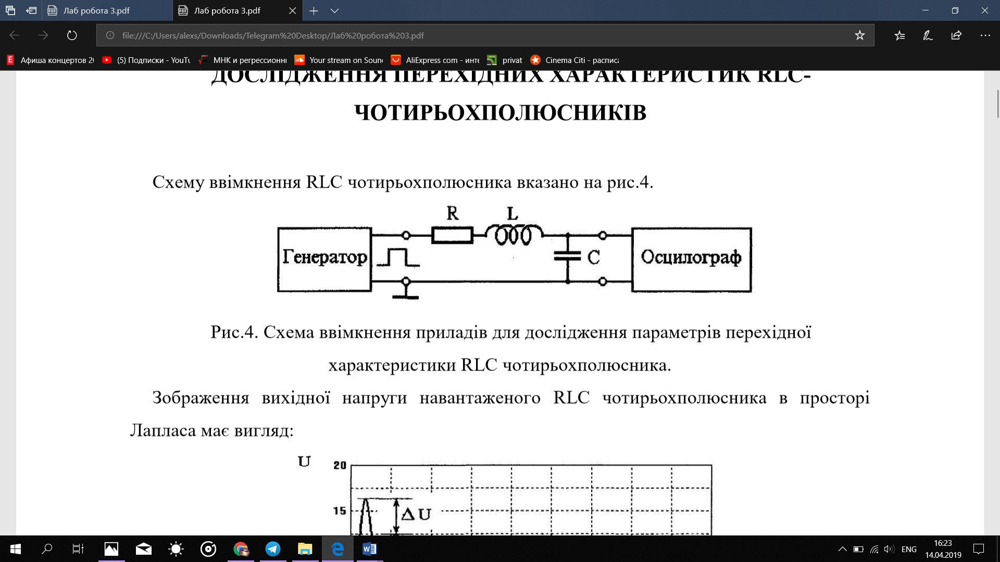 Лаб робота 3.pdf
Лаб робота 3.pdf
file:///C:/Users/alexs/Downloads/Telegram%20Desktop/Лаб%20робота%203.pdf
Афиша концертов 20
(5) Подписки - YouTu
МНК и регрессионны
Your stream on Soun
AliExpress com - инте
privat
Cinema Citi - распис
ДОСЛІДЖЕННЯ ПЕРЕХІДНИХ ХАРАКТЕРИСТИК RLC-
ЧОТИРЬОХПОЛЮСНИКІВ
Схему ввімкнення RLC чотирьохполюсника вказано на рис.4.
R L
Генератор C Осцилограф
Рис.4. Схема ввімкнення приладів для дослідження параметрів перехідної
характеристики RLC чотирьохполюсника.
Зображення вихідної напруги навантаженого RLC чотирьохполюсника в просторі
Лапласа має вигляд:
U 20
15 ΔU
ENG
16:23
14.04.2019